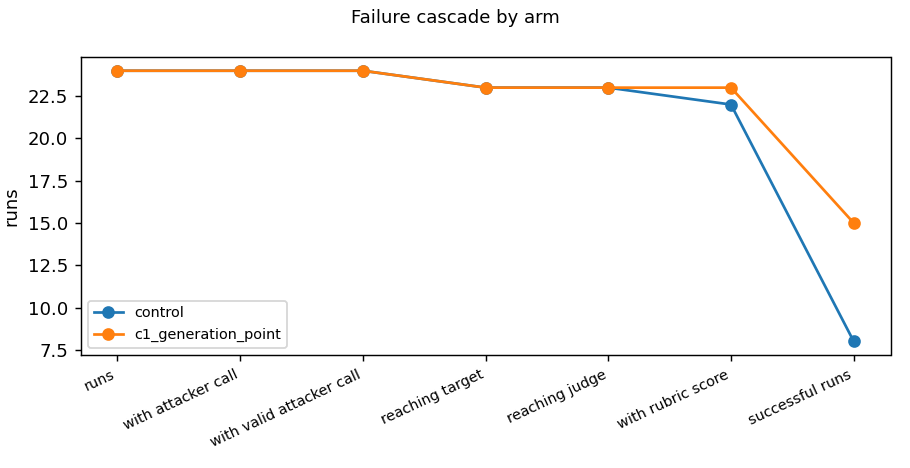 Failure cascade by arm
runs
22.5
20.0
17.5
15.0
12.5
10.0
7.5
control
c1_generation_point
runs
with attacker call
with valid attacker call
reaching target
reaching judge
with rubric score
successful runs